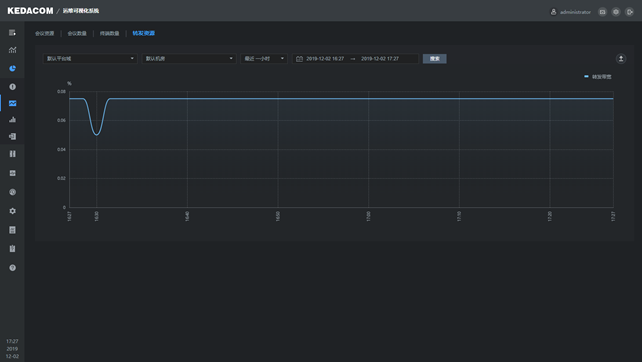 KEDACOM / 运维可视化系统
administrator
会议资源 会议数量 终端数量 转发资源
默认平台域 默认机房 最近一小时 2019-12-02 16:27 → 2019-12-02 17:27 搜索
转发带宽
%
0.08
0.06
0.04
0.02
0
16:27 16:30 16:40 16:50 17:00 17:10 17:20 17:27
17:27
2019
12-02